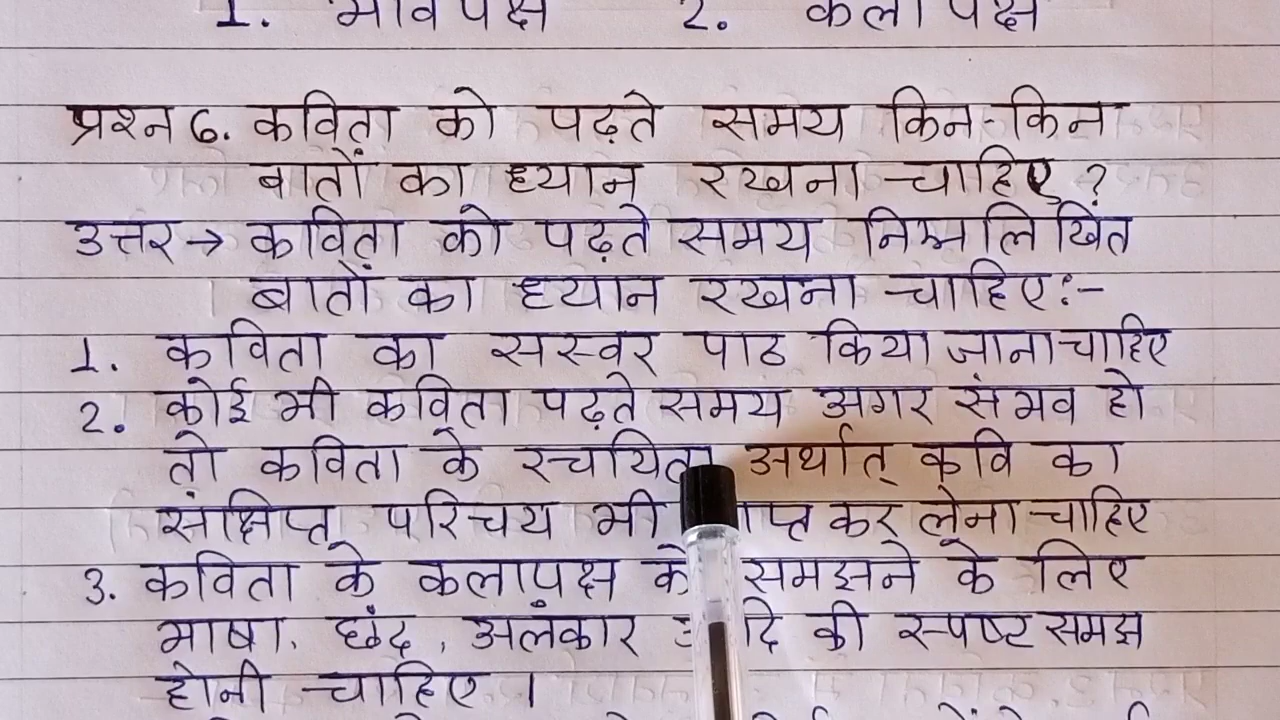 1. भावपक्ष 2. कलापक्ष
प्रश्न 6. कविता को पढ़ते समय किन-किन
बातों का ध्यान रखना चाहिए ?
उत्तर → कविता को पढ़ते समय निम्नलिखित
बातों का ध्यान रखना चाहिए :-
1. कविता का सस्वर पाठ किया जाना चाहिए
2. कोई भी कविता पढ़ते समय अगर संभव हो
तो कविता के रचयिता अर्थात् कवि का
संक्षिप्त परिचय भी कर लेना चाहिए
3. कविता के कलापक्ष को समझने के लिए
भाषा, छंद, अलंकार की स्पष्ट समझ
होनी चाहिए ।